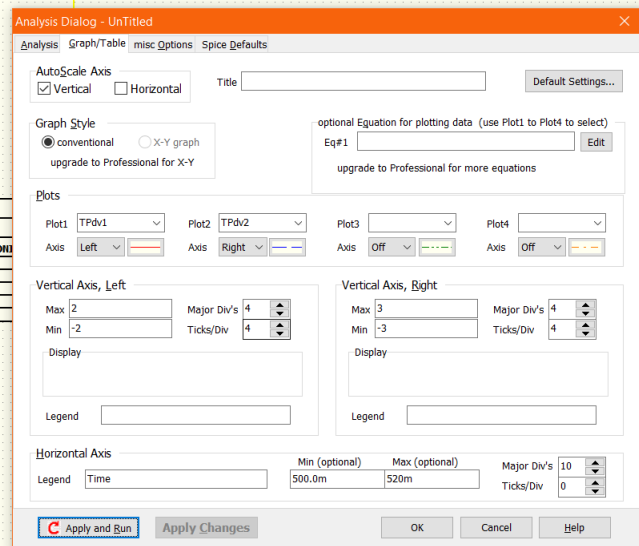 Analysis Dialog - UnTitled
Analysis Graph/Table misc Options Spice Defaults
AutoScale Axis
Vertical Horizontal Title Default Settings...
Graph Style optional Equation for plotting data (use Plot1 to Plot4 to select)
conventional X-Y graph Eq#1 Edit
upgrade to Professional for X-Y upgrade to Professional for more equations
Plots
Plot1 TPdv1 Plot2 TPdv2 Plot3 Plot4
Axis Left Axis Right Axis Off Axis Off
Vertical Axis, Left Vertical Axis, Right
Max 2 Major Div's 4 Max 3 Major Div's 4
Min -2 Ticks/Div 4 Min -3 Ticks/Div 4
Display Display
Legend Legend
Horizontal Axis
Min (optional) Max (optional) Major Div's 10
Legend Time 500.0m 520m Ticks/Div 0
Apply and Run Apply Changes OK Cancel Help